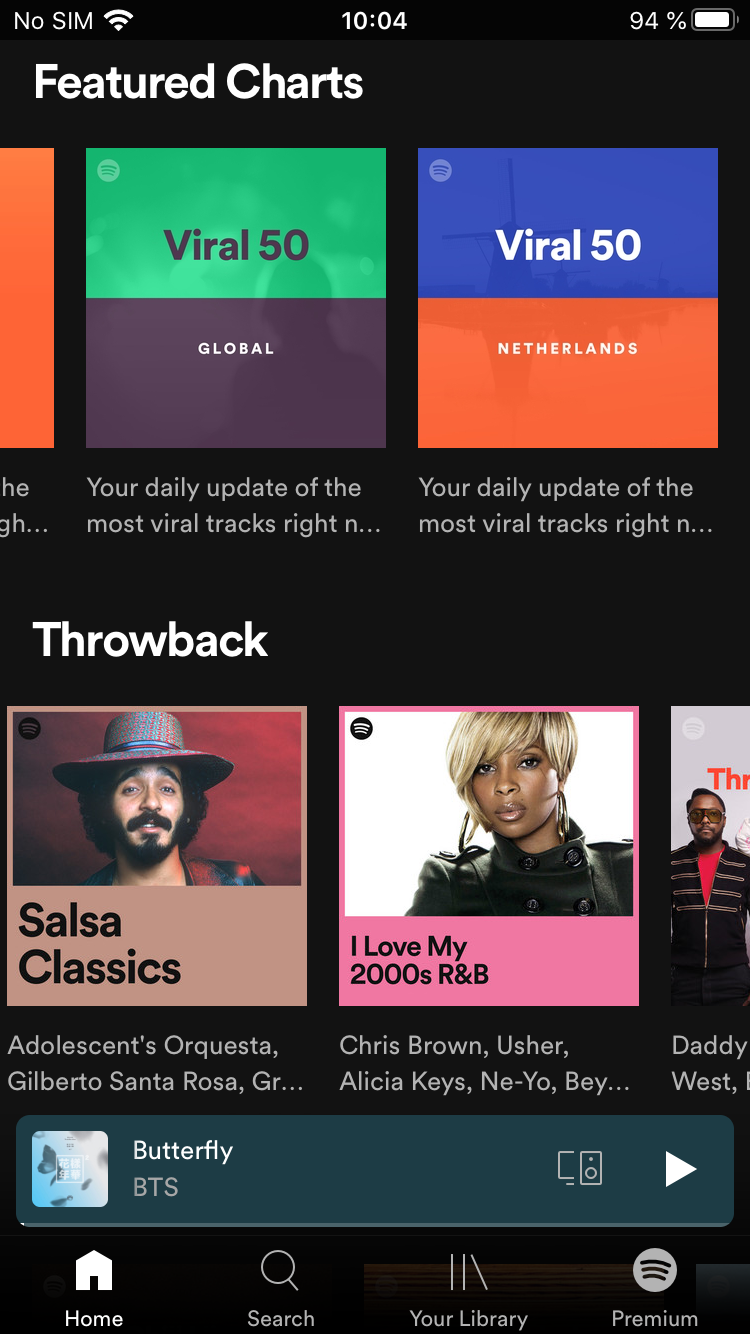 No SIM 10:04 94 %
Featured Charts
Viral 50
GLOBAL
Viral 50
NETHERLANDS
he
gh...
Your daily update of the
most viral tracks right n...
Your daily update of the
most viral tracks right n...
Throwback
Salsa
Classics
I Love My
2000s R&B
Thr
Adolescent's Orquesta,
Gilberto Santa Rosa, Gr...
Chris Brown, Usher,
Alicia Keys, Ne-Yo, Bey...
Daddy
West,
Butterfly
BTS
Home Search Your Library Premium